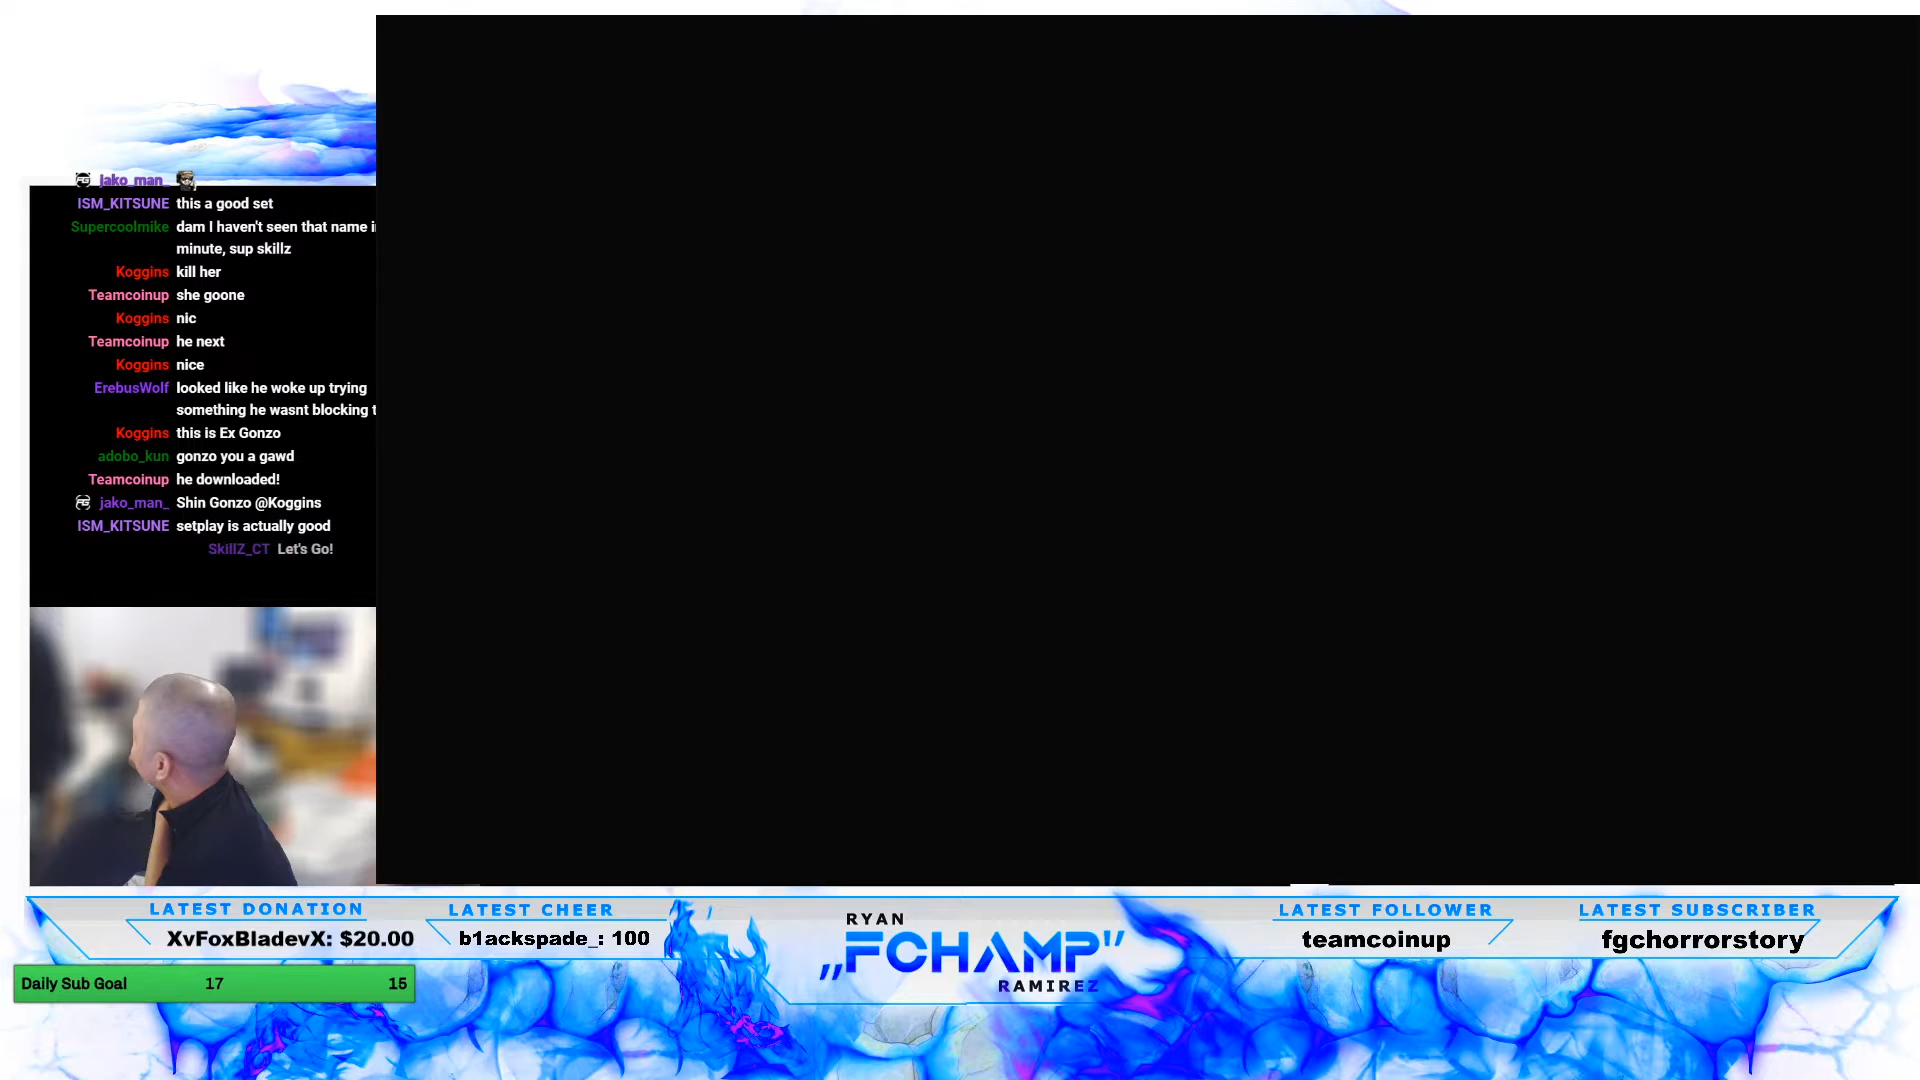 jako_man_
ISM_KITSUNE this a good set
Supercoolmike dam I haven't seen that name
minute, sup skillz
Koggins kill her
Teamcoinup she goone
Koggins nic
Teamcoinup he next
Koggins nice
ErebusWolf looked like he woke up trying
something he wasnt blocking
Koggins this is Ex Gonzo
adobo_kun gonzo you a gawd
Teamcoinup he downloaded!
jako_man_ Shin Gonzo @Koggins
ISM_KITSUNE setplay is actually good
SkillZ_CT Let's Go!
LATEST DONATION
XvFoxBladevX: $20.00
LATEST CHEER
b1ackspade_: 100
RYAN
„FCHAMP"
RAMIREZ
LATEST FOLLOWER
teamcoinup
LATEST SUBSCRIBER
fgchorrorstory
Daily Sub Goal 17 15